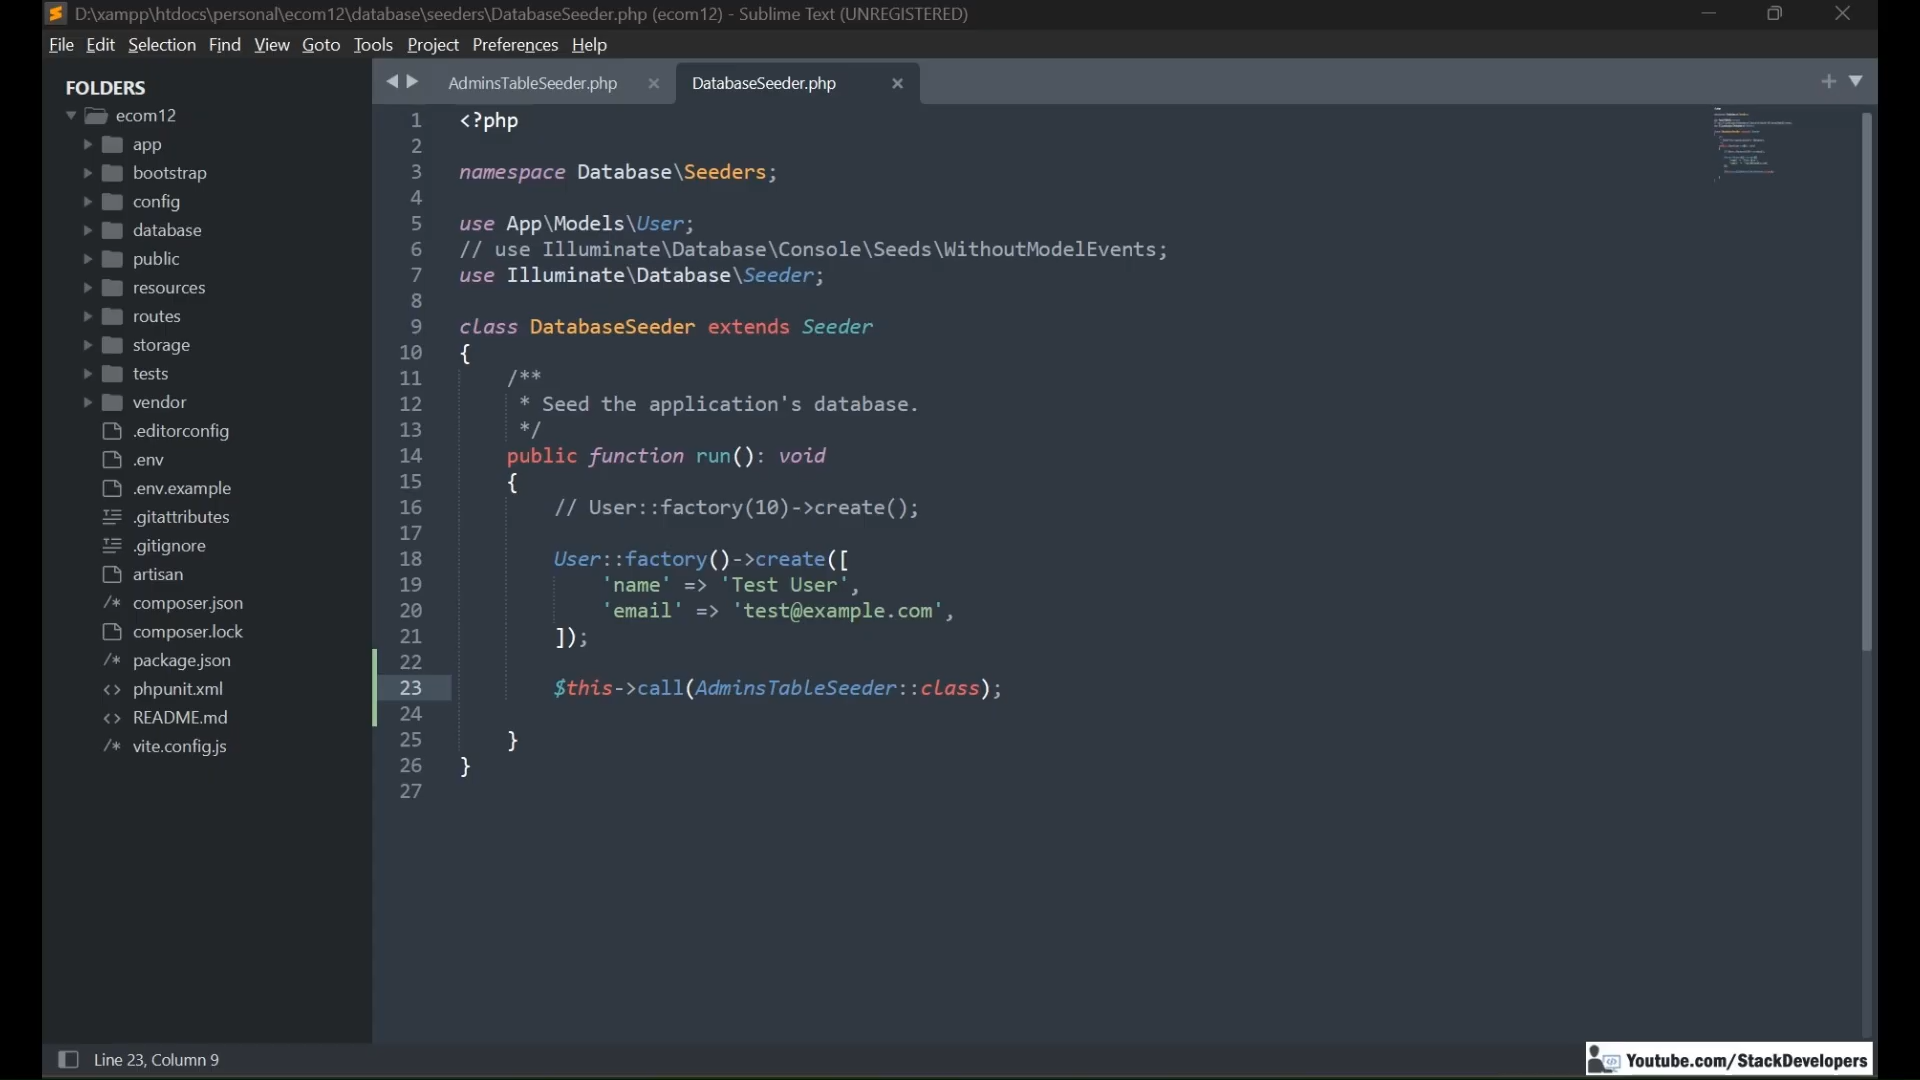 D:\xampp\htdocs\personal\ecom12\database\seeders\DatabaseSeeder.php (ecom12) - Sublime Text (UNREGISTERED)
File Edit Selection Find View Goto Tools Project Preferences Help
FOLDERS
ecom12
app
bootstrap
config
database
public
resources
routes
storage
tests
vendor
.editorconfig
.env
.env.example
.gitattributes
.gitignore
artisan
/* composer.json
composer.lock
/* package.json
<> phpunit.xml
<> README.md
/* vite.config.js
AdminsTableSeeder.php
DatabaseSeeder.php
1 <?php
2
3 namespace Database\Seeders;
4
5 use App\Models\User;
6 // use Illuminate\Database\Console\Seeds\WithoutModelEvents;
7 use Illuminate\Database\Seeder;
8
9 class DatabaseSeeder extends Seeder
10 {
11 /**
12 * Seed the application's database.
13 */
14 public function run(): void
15 {
16 // User::factory(10)->create();
17
18 User::factory()->create([
19 'name' => 'Test User',
20 'email' => 'test@example.com',
21 ]);
22
23 $this->call(AdminsTableSeeder::class);
24
25 }
26 }
27
Line 23, Column 9
Youtube.com/StackDevelopers